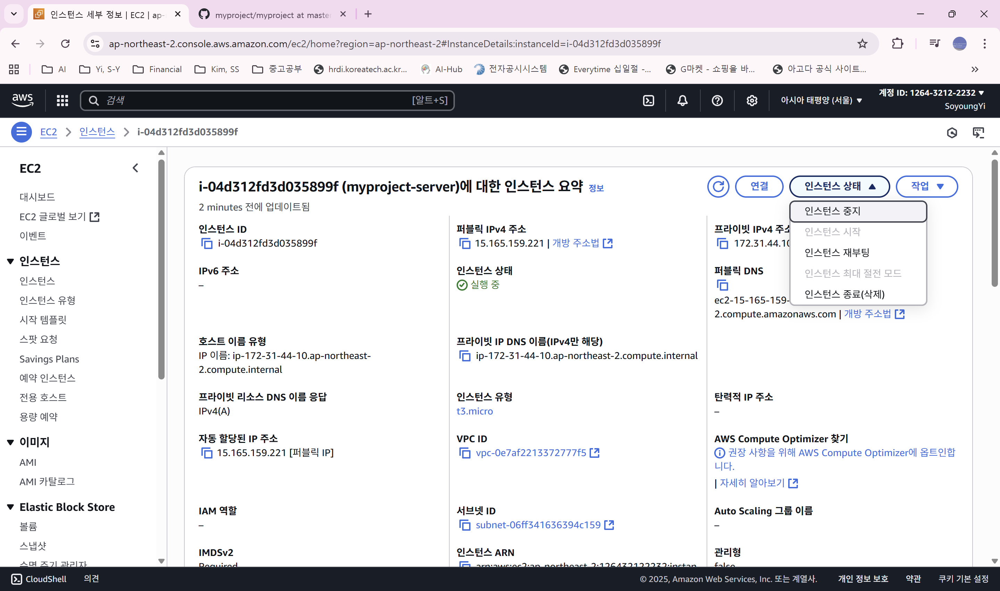 인스턴스 세부 정보 | EC2 | ap-
myproject/myproject at master
ap-northeast-2.console.aws.amazon.com/ec2/home?region=ap-northeast-2#InstanceDetails:instanceId=i-04d312fd3d035899f
AI
Yi, S-Y
Financial
Kim, SS
중고공부
hrdi.koreatech.ac.kr...
AI-Hub
전자공시시스템
Everytime 십일절 -...
G마켓 - 쇼핑을 바...
아고다 공식 사이트...
aws
검색
[알트+S]
아시아 태평양 (서울)
계정 ID: 1264-3212-2232
SoyoungYi
EC2
인스턴스
i-04d312fd3d035899f
EC2
대시보드
EC2 글로벌 보기
이벤트
인스턴스
인스턴스
인스턴스 유형
시작 템플릿
스팟 요청
Savings Plans
예약 인스턴스
전용 호스트
용량 예약
이미지
AMI
AMI 카탈로그
Elastic Block Store
볼륨
스냅샷
수명 주기 관리자
i-04d312fd3d035899f (myproject-server)에 대한 인스턴스 요약 정보
2 minutes 전에 업데이트됨
연결
인스턴스 상태
작업
인스턴스 중지
인스턴스 시작
인스턴스 재부팅
인스턴스 최대 절전 모드
인스턴스 종료(삭제)
인스턴스 ID
i-04d312fd3d035899f
퍼블릭 IPv4 주소
15.165.159.221 | 개방 주소법
프라이빗 IPv4 주소
172.31.44.10
IPv6 주소
–
인스턴스 상태
실행 중
퍼블릭 DNS
ec2-15-165-159-
2.compute.amazonaws.com | 개방 주소법
호스트 이름 유형
IP 이름: ip-172-31-44-10.ap-northeast-
2.compute.internal
프라이빗 IP DNS 이름(IPv4만 해당)
ip-172-31-44-10.ap-northeast-2.compute.internal
프라이빗 리소스 DNS 이름 응답
IPv4(A)
인스턴스 유형
t3.micro
탄력적 IP 주소
–
자동 할당된 IP 주소
15.165.159.221 [퍼블릭 IP]
VPC ID
vpc-0e7af2213372777f5
AWS Compute Optimizer 찾기
권장 사항을 위해 AWS Compute Optimizer에 옵트인합
니다.
| 자세히 알아보기
IAM 역할
–
서브넷 ID
subnet-06ff341636394c159
Auto Scaling 그룹 이름
–
IMDSv2
Required
인스턴스 ARN
arn:aws:ec2:ap-northeast-2:126432122232:instan
관리형
false
CloudShell
의견
© 2025, Amazon Web Services, Inc. 또는 계열사.
개인 정보 보호
약관
쿠키 기본 설정